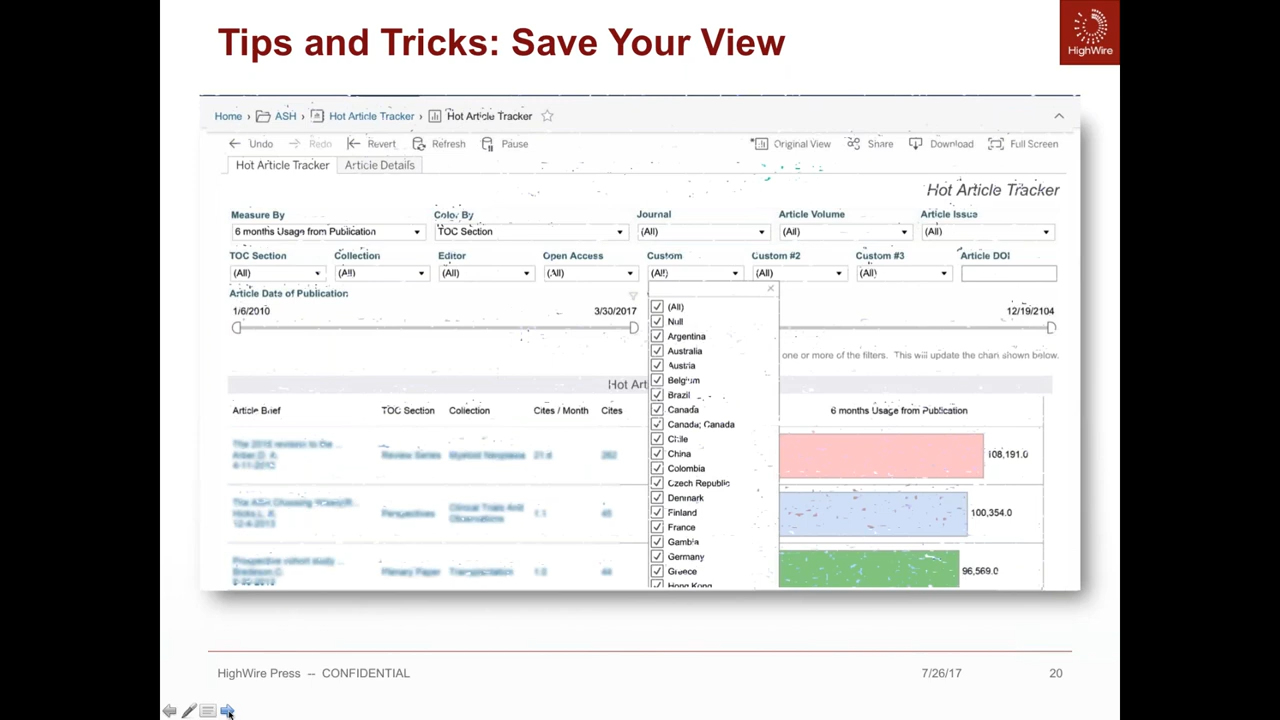 Tips and Tricks: Save Your View
HighWire
Home › ASH › Hot Article Tracker › Hot Article Tracker
Undo Redo Revert Refresh Pause Original View Share Download Full Screen
Hot Article Tracker Article Details
Hot Article Tracker
Measure By Color By Journal Article Volume Article Issue
6 months Usage from Publication TOC Section (All) (All) (All)
TOC Section Collection Editor Open Access Custom Custom #2 Custom #3 Article DOI
(All) (All) (All) (All) (All) (All) (All)
Article Date of Publication
1/6/2010 3/30/2017 12/19/2104
(All)
Null
Argentina
Australia
one or more of the filters. This will update the chart shown below.
Austria
Belgium
Hot Art
Brazil
Canada
Article Brief TOC Section Collection Cites / Month Cites 6 months Usage from Publication
Canada; Canada
Chile
China
108,191.0
Colombia
Czech Republic
Denmark
Finland
100,354.0
France
Gambia
Germany
Greece
96,569.0
Hong Kong
HighWire Press -- CONFIDENTIAL 7/26/17 20